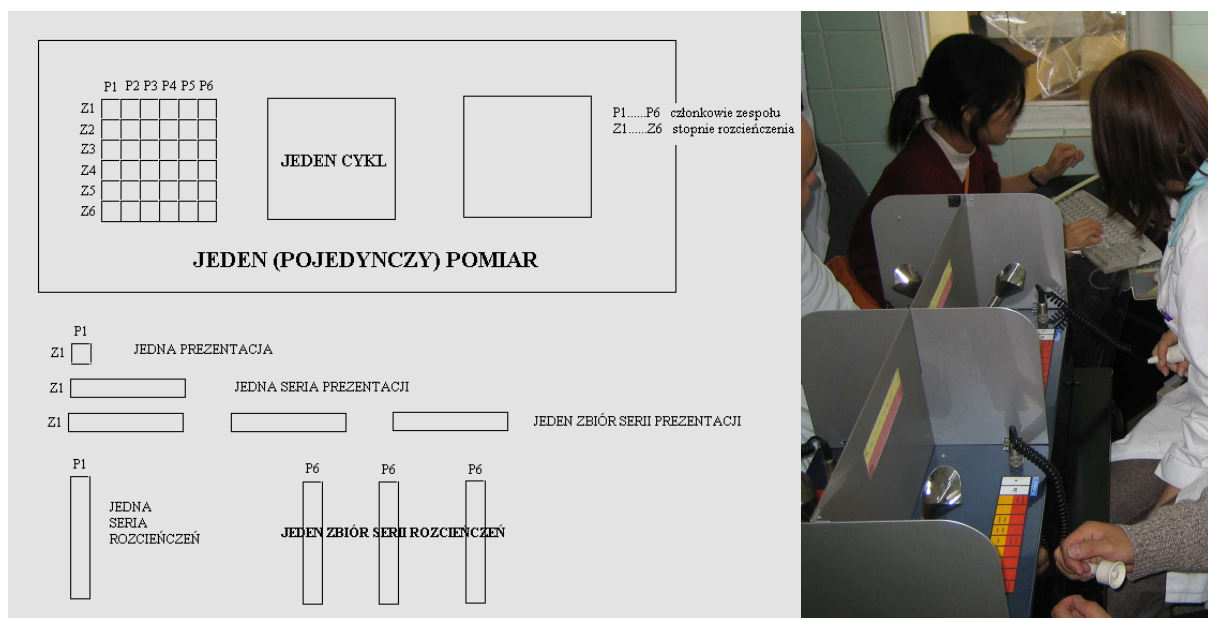 P1 P2 P3 P4 P5 P6
Z1
Z2
Z3
Z4
Z5
Z6
JEDEN CYKL
P1......P6 członkowie zespołu
Z1......Z6 stopnie rozcieńczenia
JEDEN (POJEDYNCZY) POMIAR
P1
Z1 JEDNA PREZENTACJA
Z1 JEDNA SERIA PREZENTACJI
Z1 JEDEN ZBIÓR SERII PREZENTACJI
P1
JEDNA
SERIA
ROZCIEŃCZEŃ
P6 P6 P6
JEDEN ZBIÓR SERII ROZCIEŃCZEŃ